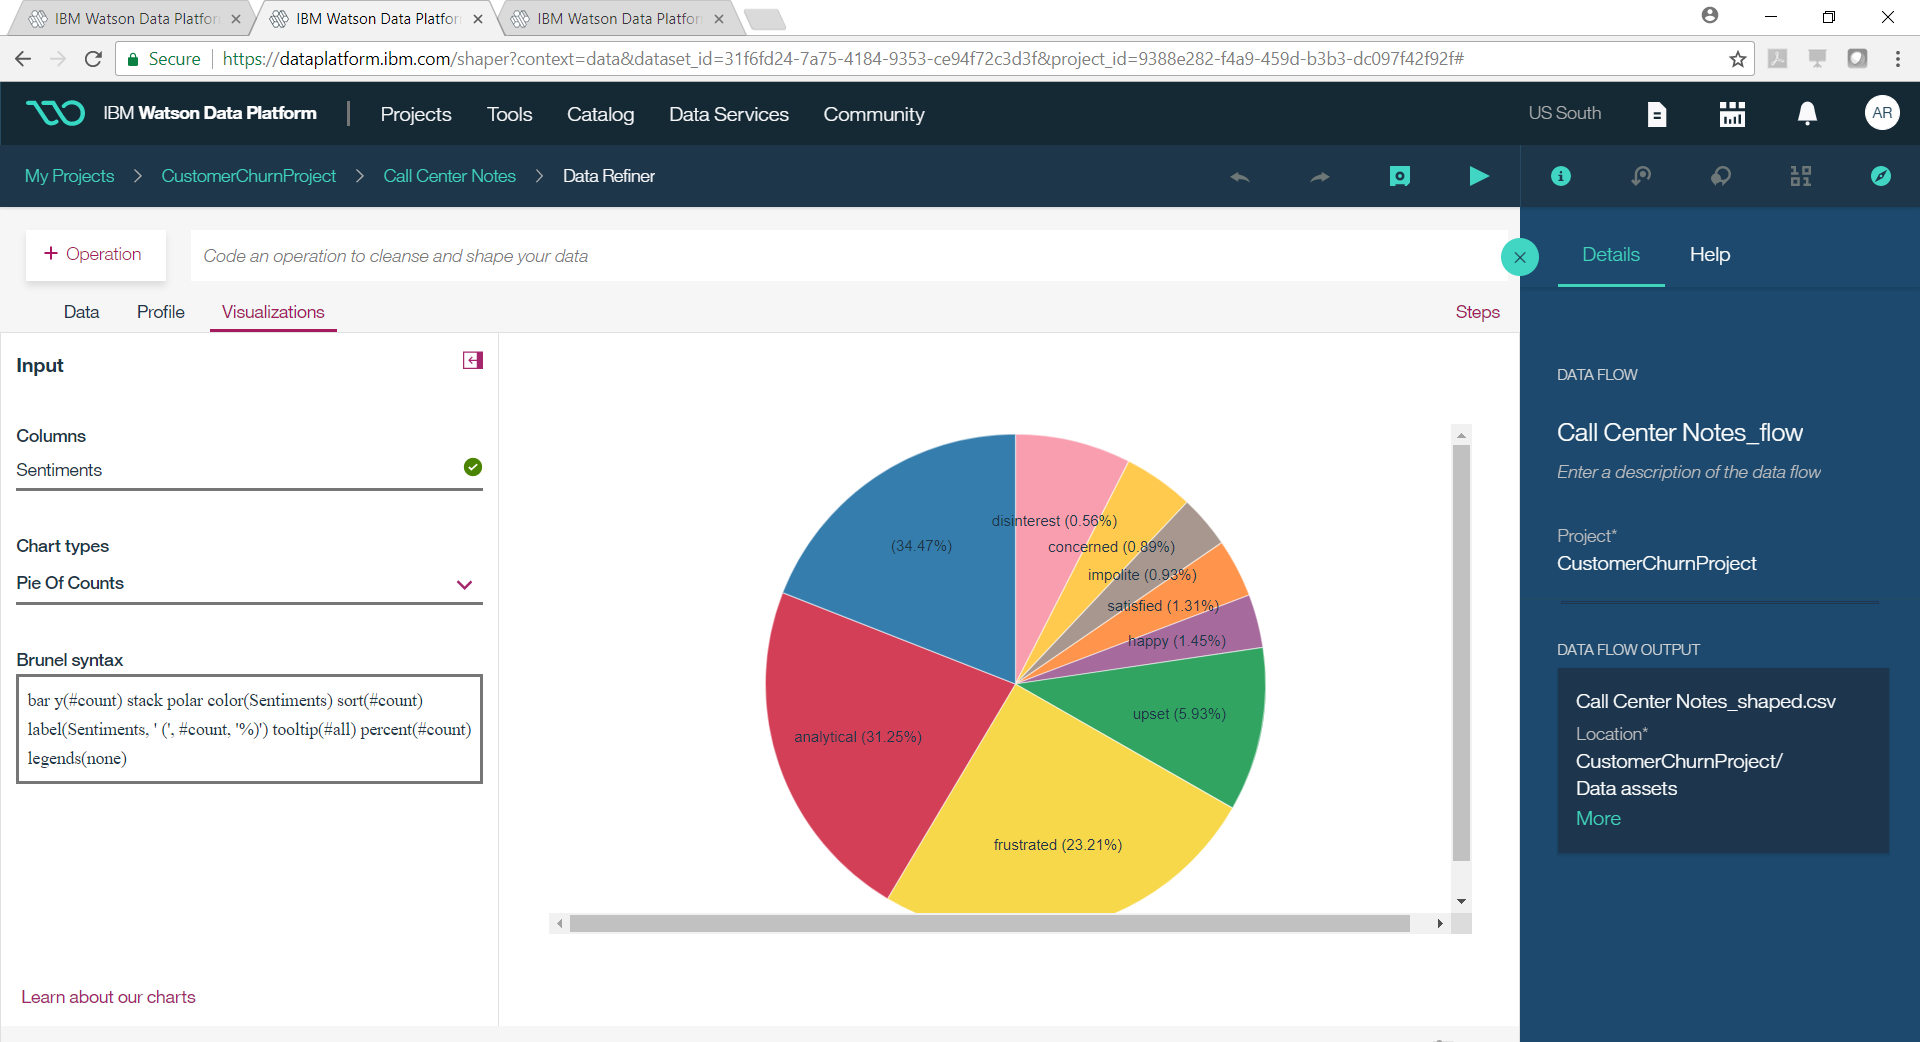 IBM Watson Data Platfor
IBM Watson Data Platfor
IBM Watson Data Platfor
Secure
https://dataplatform.ibm.com/shaper?context=data&dataset_id=31f6fd24-7a75-4184-9353-ce94f72c3d3f&project_id=9388e282-f4a9-459d-b3b3-dc097f42f92f#
IBM Watson Data Platform
Projects
Tools
Catalog
Data Services
Community
US South
AR
My Projects > CustomerChurnProject > Call Center Notes > Data Refiner
+ Operation
Code an operation to cleanse and shape your data
Data
Profile
Visualizations
Steps
Input
Columns
Sentiments
Chart types
Pie Of Counts
Brunel syntax
bar y(#count) stack polar color(Sentiments) sort(#count)
label(Sentiments, ' (', #count, '%)') tooltip(#all) percent(#count)
legends(none)
Learn about our charts
disinterest (0.56%)
(34.47%)
concerned (0.89%)
impolite (0.93%)
satisfied (1.31%)
happy (1.45%)
upset (5.93%)
analytical (31.25%)
frustrated (23.21%)
Details
Help
DATA FLOW
Call Center Notes_flow
Enter a description of the data flow
Project*
CustomerChurnProject
DATA FLOW OUTPUT
Call Center Notes_shaped.csv
Location*
CustomerChurnProject/
Data assets
More